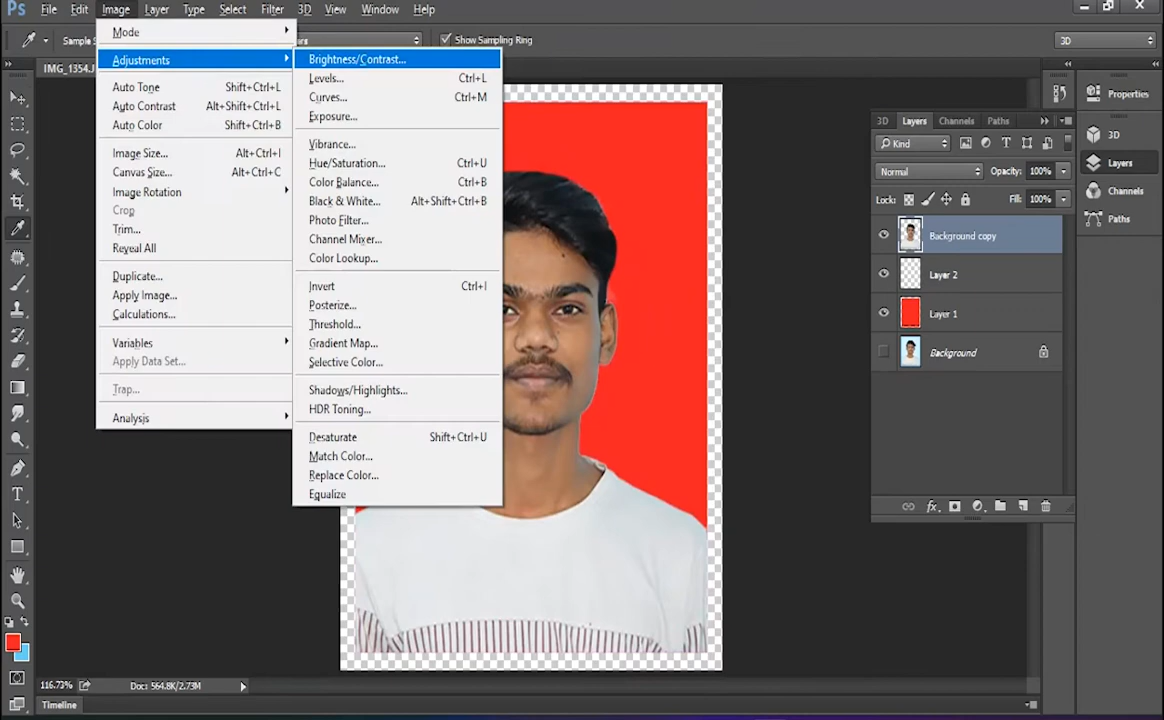 Ps File Edit Image Layer Type Select Filter 3D View Window Help
Show Sampling Ring
3D
Mode
Adjustments
Auto Tone Shift+Ctrl+L
Auto Contrast Alt+Shift+Ctrl+L
Auto Color Shift+Ctrl+B
Image Size... Alt+Ctrl+I
Canvas Size... Alt+Ctrl+C
Image Rotation
Crop
Trim...
Reveal All
Duplicate...
Apply Image...
Calculations...
Variables
Apply Data Set...
Trap...
Analysis
Brightness/Contrast...
Levels... Ctrl+L
Curves... Ctrl+M
Exposure...
Vibrance...
Hue/Saturation... Ctrl+U
Color Balance... Ctrl+B
Black & White... Alt+Shift+Ctrl+B
Photo Filter...
Channel Mixer...
Color Lookup...
Invert Ctrl+I
Posterize...
Threshold...
Gradient Map...
Selective Color...
Shadows/Highlights...
HDR Toning...
Desaturate Shift+Ctrl+U
Match Color...
Replace Color...
Equalize
3D Layers Channels Paths
Kind
Normal Opacity: 100%
Lock: Fill: 100%
Background copy
Layer 2
Layer 1
Background
Properties
3D
Layers
Channels
Paths
116.73% Doc: 564.8K/2.73M
Timeline